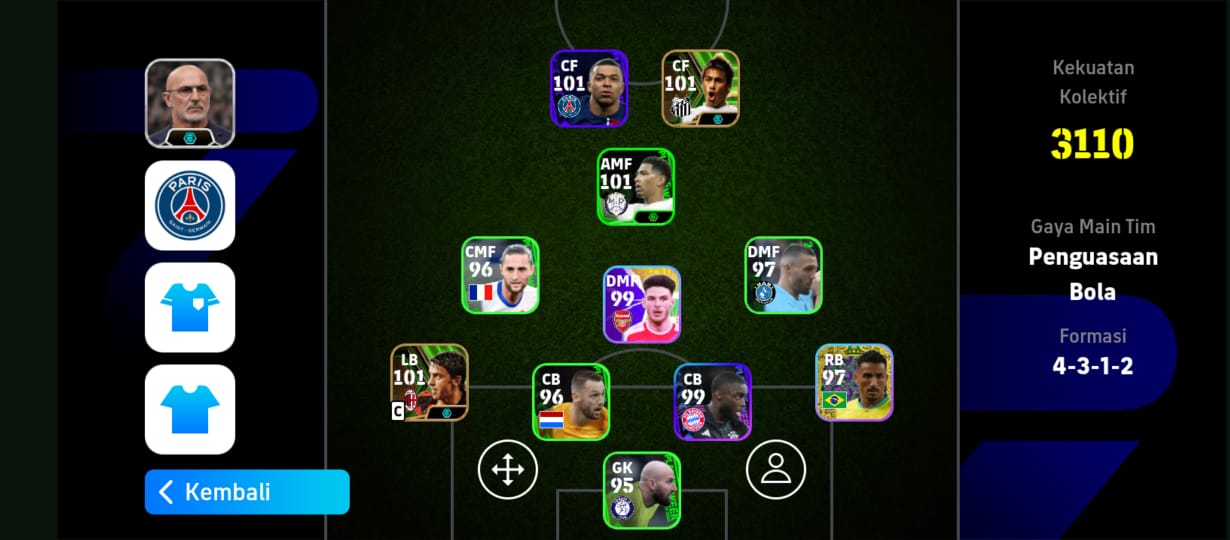 PARIS
SAINT-GERMAIN
Kembali
CF
101
CF
101
AMF
101
CMF
96
DMF
99
DMF
97
LB
101
C
CB
96
CB
99
RB
97
GK
95
Kekuatan
Kolektif
3110
Gaya Main Tim
Penguasaan
Bola
Formasi
4-3-1-2